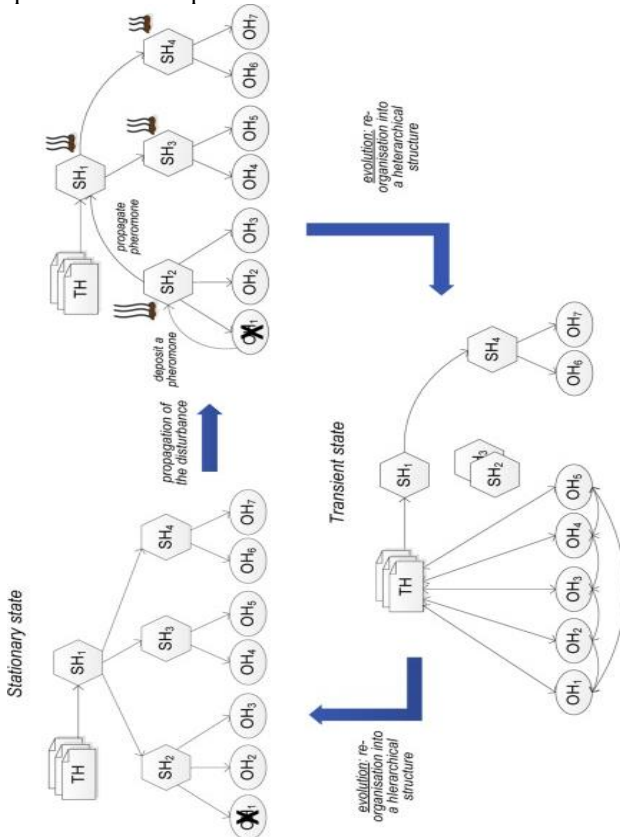 Stationary state
TH
SH₁
SH₂
SH₃
SH₄
OH₂
OH₃
OH₄
OH₅
OH₆
OH₇
propagation of
the disturbance
TH
SH₁
propagate
pheromone
deposit a
pheromone
SH₂
SH₃
SH₄
OH₂
OH₃
OH₄
OH₅
OH₆
OH₇
evolution: re-
organisation into
a hierarchical
structure
Transient state
TH
SH₁
SH₂
SH₄
OH₁
OH₂
OH₃
OH₄
OH₅
OH₆
OH₇
evolution: re-
organisation into
a heterarchical
structure